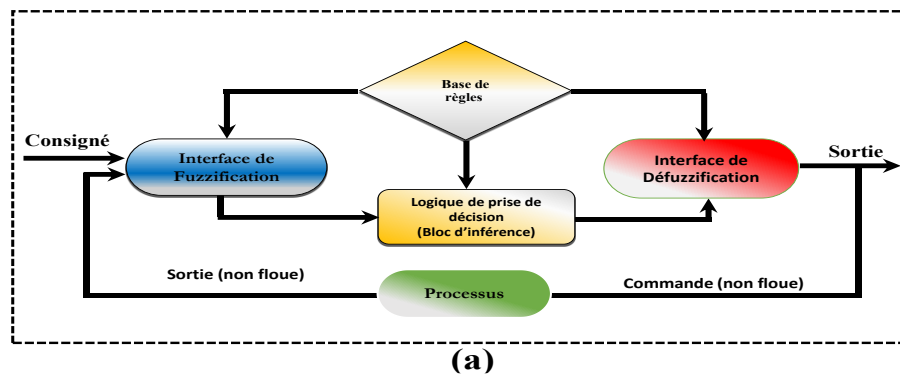 Base de
règles
Consigné
Interface de
Fuzzification
Interface de
Défuzzification
Sortie
Logique de prise de
décision
(Bloc d'inférence)
Sortie (non floue)
Processus
Commande (non floue)
(a)